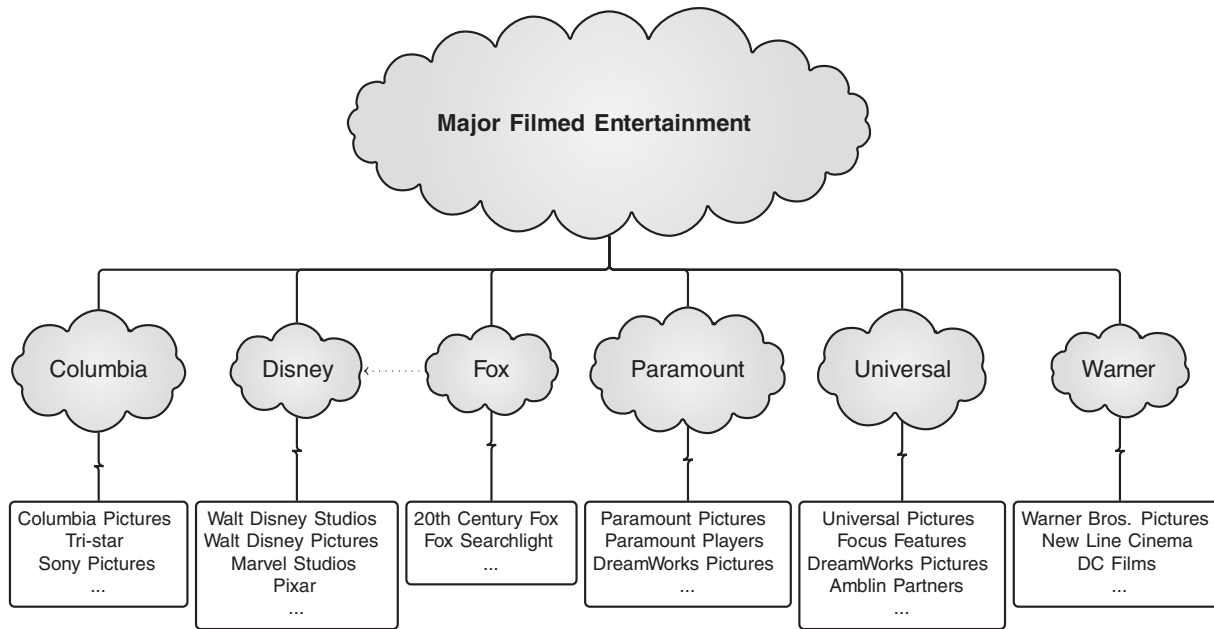 Major Filmed Entertainment
Columbia
Disney
Fox
Paramount
Universal
Warner
Columbia Pictures
Tri-star
Sony Pictures
...
Walt Disney Studios
Walt Disney Pictures
Marvel Studios
Pixar
...
20th Century Fox
Fox Searchlight
...
Paramount Pictures
Paramount Players
DreamWorks Pictures
...
Universal Pictures
Focus Features
DreamWorks Pictures
Amblin Partners
...
Warner Bros. Pictures
New Line Cinema
DC Films
...